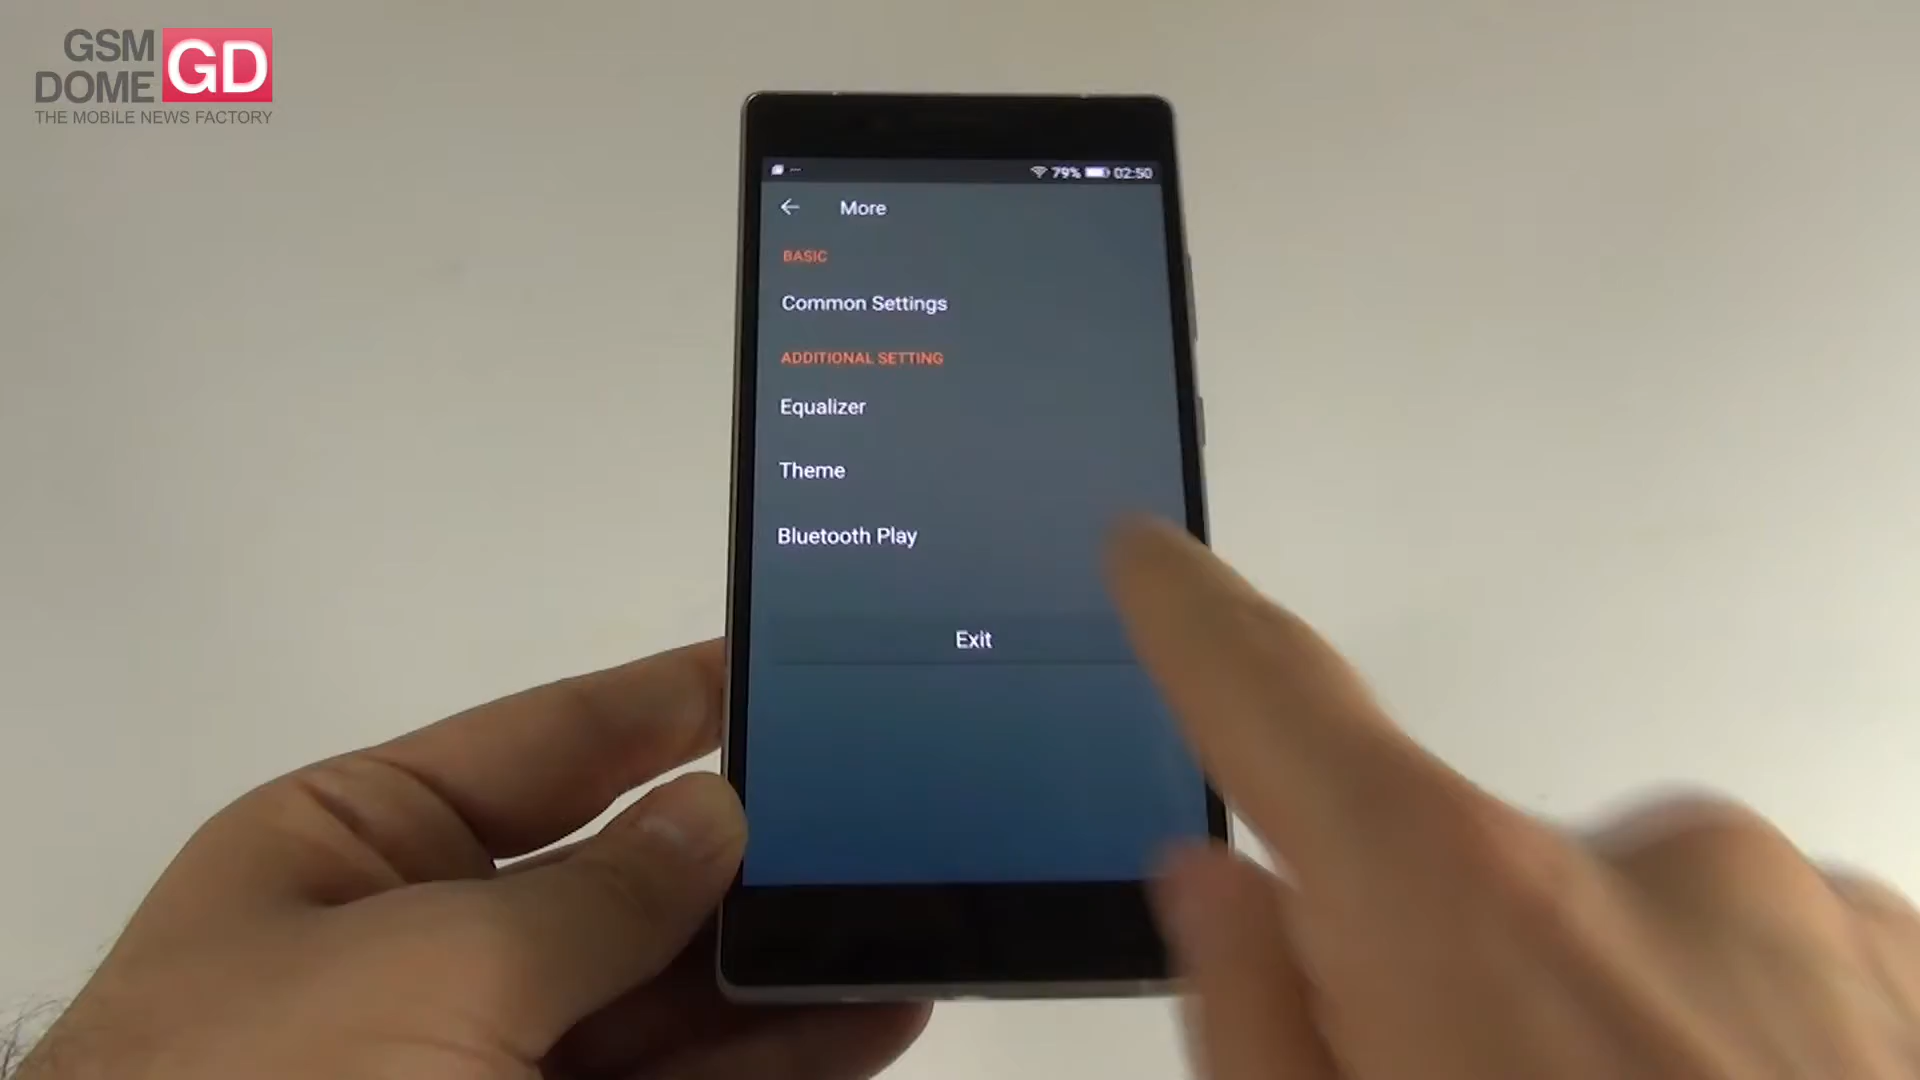 GSM
DOME
GD
THE MOBILE NEWS FACTORY
79% 02:50
More
BASIC
Common Settings
ADDITIONAL SETTING
Equalizer
Theme
Bluetooth Play
Exit